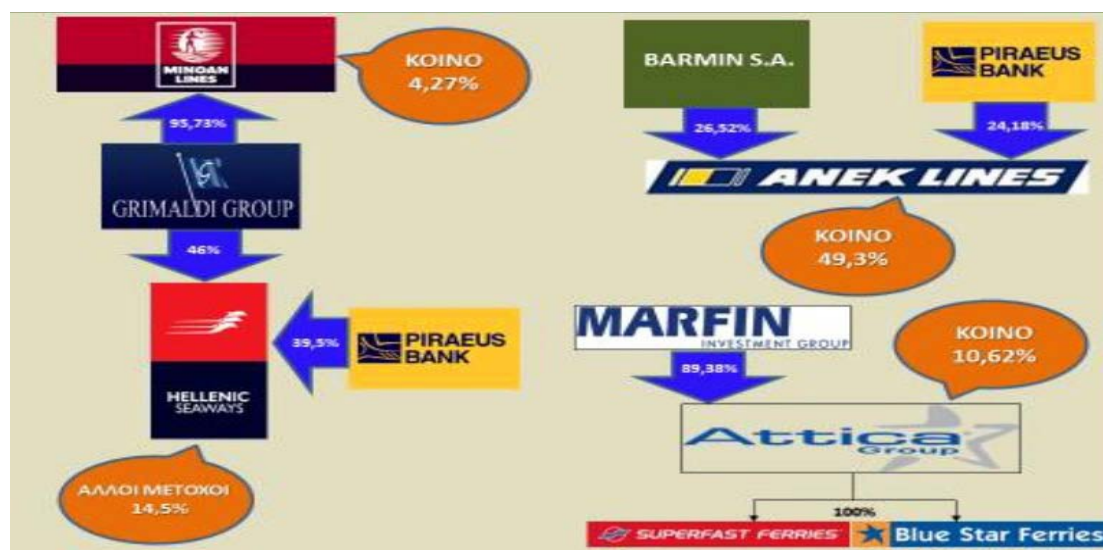 MINOAN
LINES
ΚΟΙΝΟ
4,27%
95,73%
GRIMALDI GROUP
46%
39,5%
PIRAEUS
BANK
HELLENIC
SEAWAYS
ΑΛΛΟΙ ΜΕΤΟΧΟΙ
14,5%
BARMIN S.A.
PIRAEUS
BANK
26,52%
24,18%
ANEK LINES
ΚΟΙΝΟ
49,3%
MARFIN
INVESTMENT GROUP
ΚΟΙΝΟ
10,62%
89,38%
Attica
Group
100%
SUPERFAST FERRIES
Blue Star Ferries